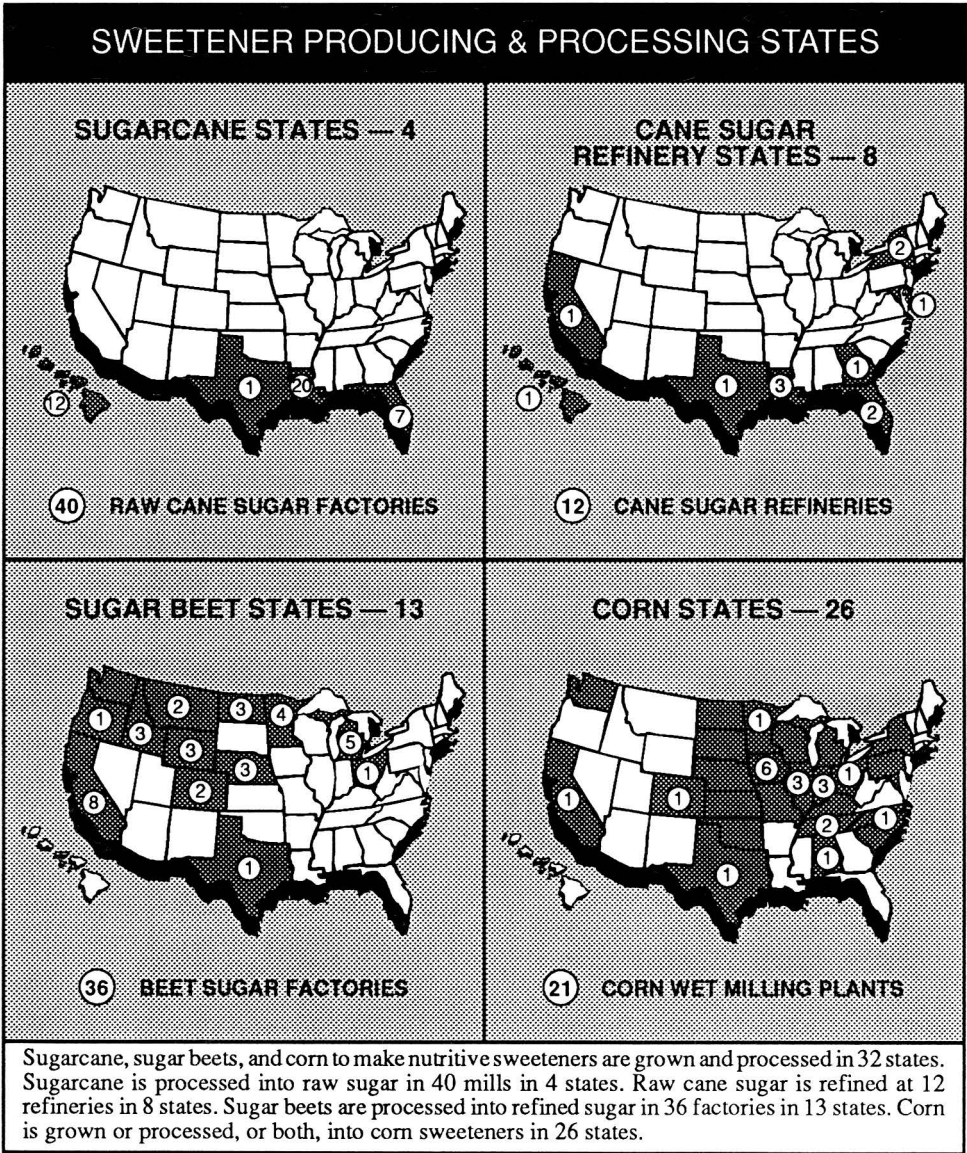 SWEETENER PRODUCING & PROCESSING STATES
SUGARCANE STATES — 4
1
20
12
7
40 RAW CANE SUGAR FACTORIES
CANE SUGAR
REFINERY STATES — 8
2
1
1
1
1
3
1
2
12 CANE SUGAR REFINERIES
SUGAR BEET STATES — 13
2
3
4
1
3
3
3
5
1
2
8
1
36 BEET SUGAR FACTORIES
CORN STATES — 26
1
6
3
3
1
1
1
2
1
1
1
21 CORN WET MILLING PLANTS
Sugarcane, sugar beets, and corn to make nutritive sweeteners are grown and processed in 32 states.
Sugarcane is processed into raw sugar in 40 mills in 4 states. Raw cane sugar is refined at 12
refineries in 8 states. Sugar beets are processed into refined sugar in 36 factories in 13 states. Corn
is grown or processed, or both, into corn sweeteners in 26 states.